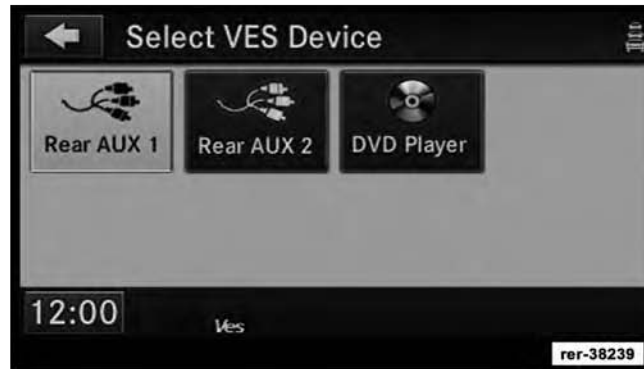 Select VES Device
Rear AUX 1
Rear AUX 2
DVD Player
12:00
Ves
rer-38239